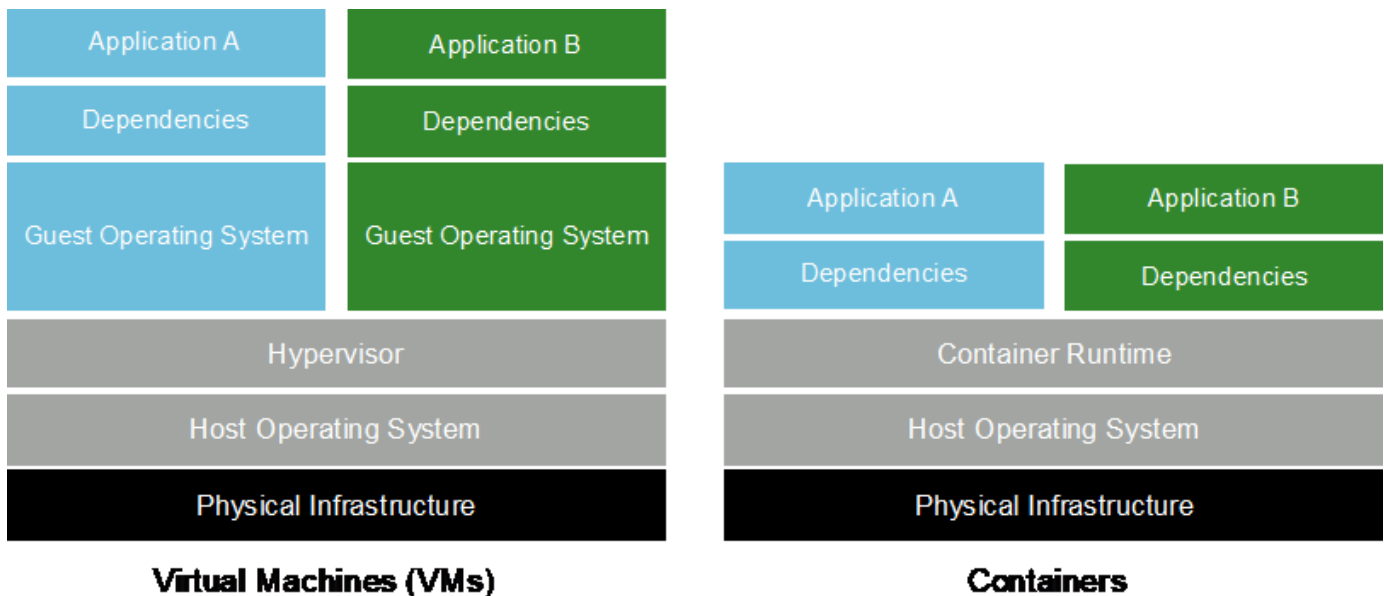 Application A
Application B
Dependencies
Dependencies
Guest Operating System
Guest Operating System
Hypervisor
Host Operating System
Physical Infrastructure
Virtual Machines (VMs)
Application A
Application B
Dependencies
Dependencies
Container Runtime
Host Operating System
Physical Infrastructure
Containers